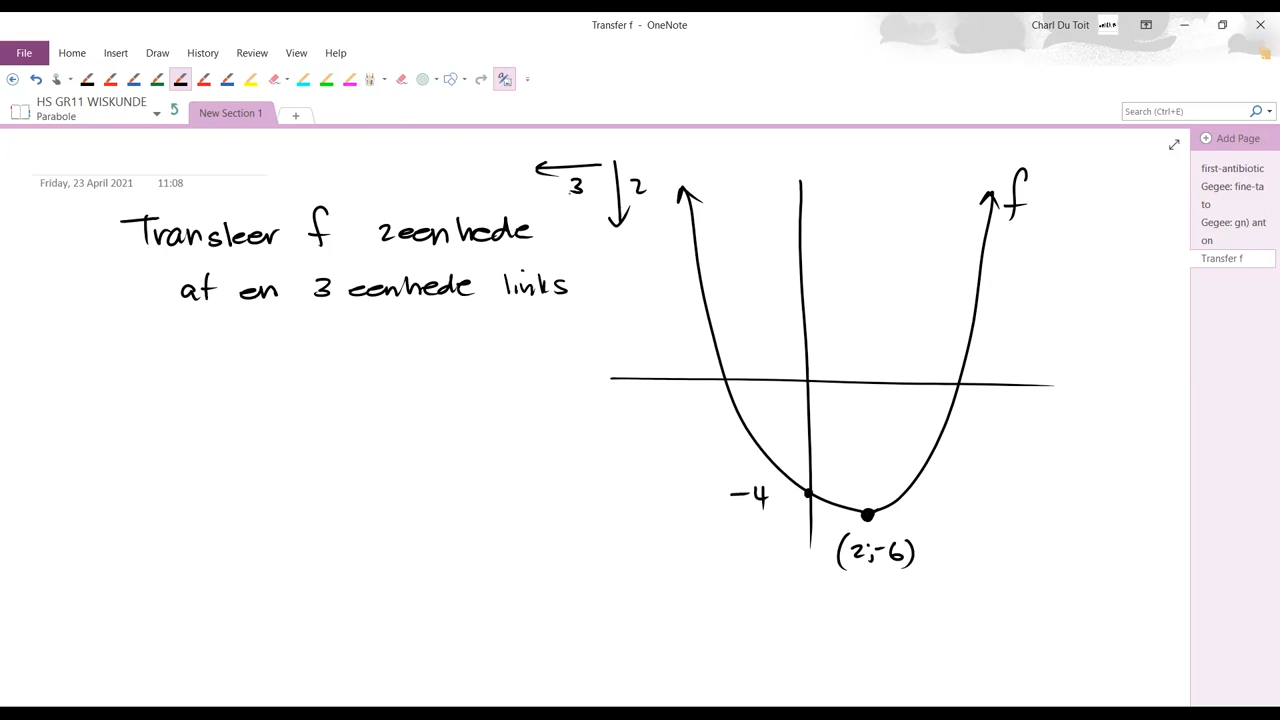 Transfer f - OneNote
Charl Du Toit
File Home Insert Draw History Review View Help
HS GR11 WISKUNDE
Parabole
New Section 1
+
Search (Ctrl+E)
Add Page
first-antibiotic
Gegee: fine-ta
to
Gegee: gn) ant
on
Transfer f
Friday, 23 April 2021 11:08
3 2
Transleer f 2 eenhede
af en 3 eenhede links
f
-4
(2;-6)